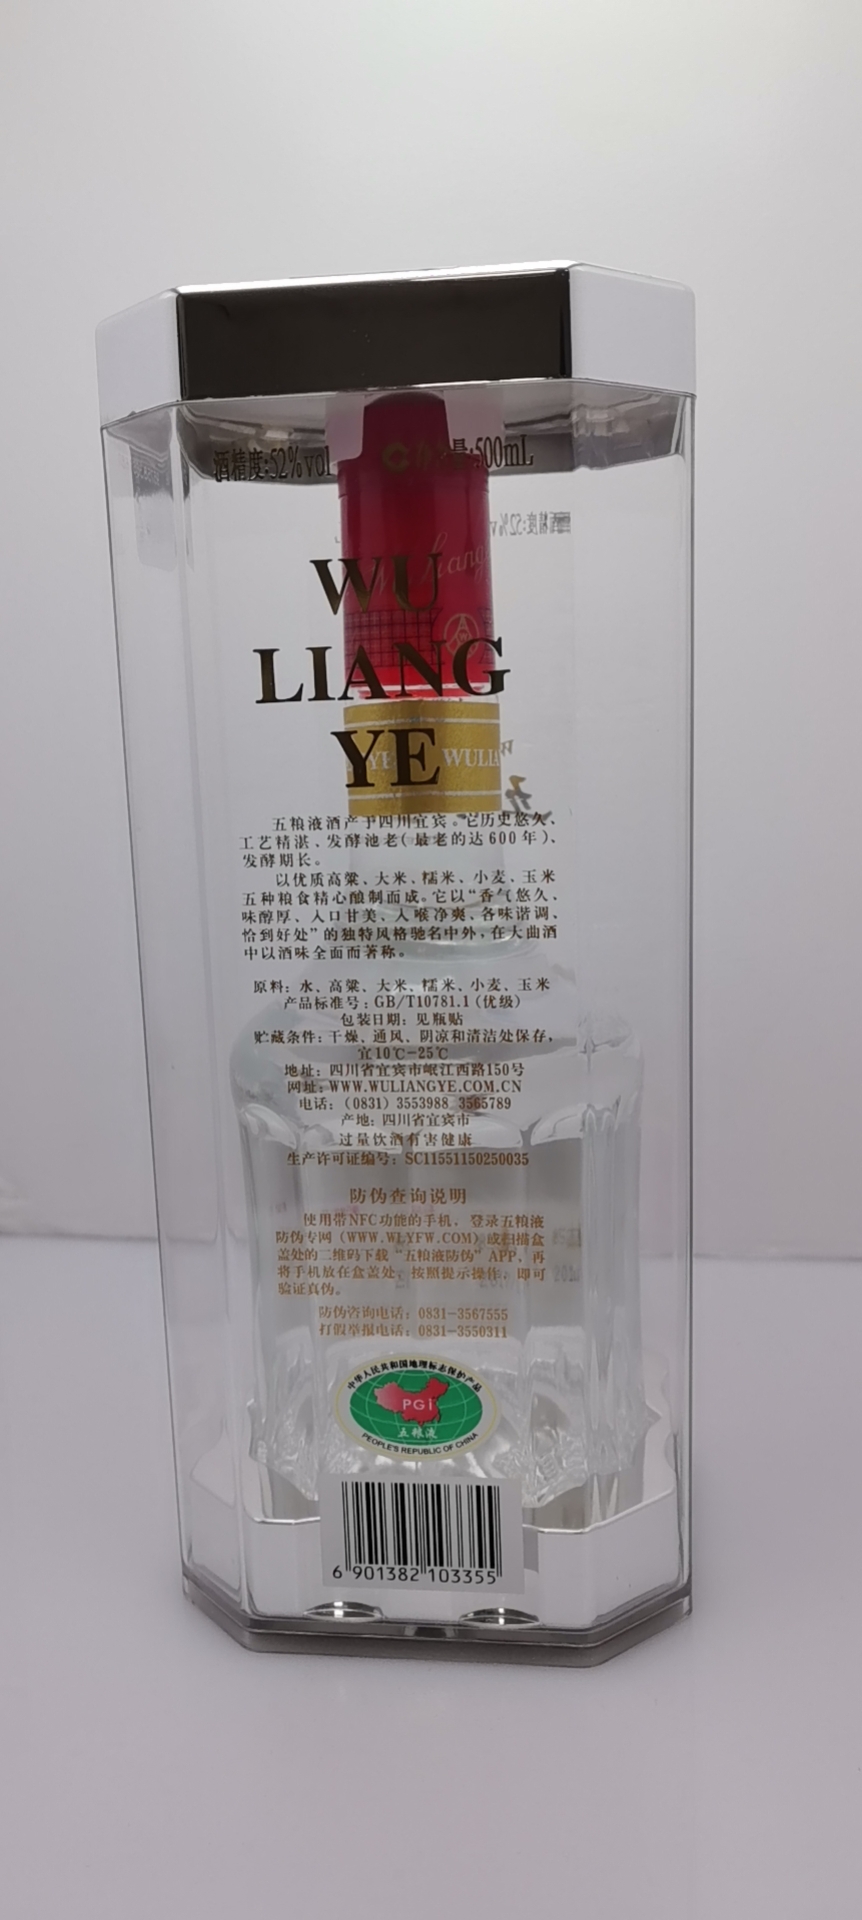 酒精度:52%vol 500mL
WU
LIANG
YE
WULIA
五粮液酒产于四川宜宾。它历史悠久、
工艺精湛、发酵池老(最老的达600年)、
发酵期长。
以优质高粱、大米、糯米、小麦、玉米
五种粮食精心酿制而成。它以“香气悠久、
味醇厚、入口甘美、入喉净爽、各味谐调、
恰到好处”的独特风格驰名中外，在大曲酒
中以酒味全面而著称。
原料：水、高粱、大米、糯米、小麦、玉米
产品标准号：GB/T10781.1(优级)
包装日期：见瓶贴
贮藏条件：干燥、通风、阴凉和清洁处保存，
宜10℃-25℃
地址：四川省宜宾市岷江西路150号
网址：WWW.WULIANGYE.COM.CN
电话：（0831）3553988 3565789
产地：四川省宜宾市
过量饮酒有害健康
生产许可证编号：SC11551150250035
防伪查询说明
使用带NFC功能的手机，登录五粮液
防伪专网（WWW.WLYFW.COM）或扫描盒
盖处的二维码下载“五粮液防伪”APP，再
将手机放在盒盖处，按照提示操作，即可
验证真伪。
防伪咨询电话：0831-3567555
打假举报电话：0831-3550311
中华人民共和国地理标志保护产品
PGI
五粮液
PEOPLE'S REPUBLIC OF CHINA
6 901382 103355